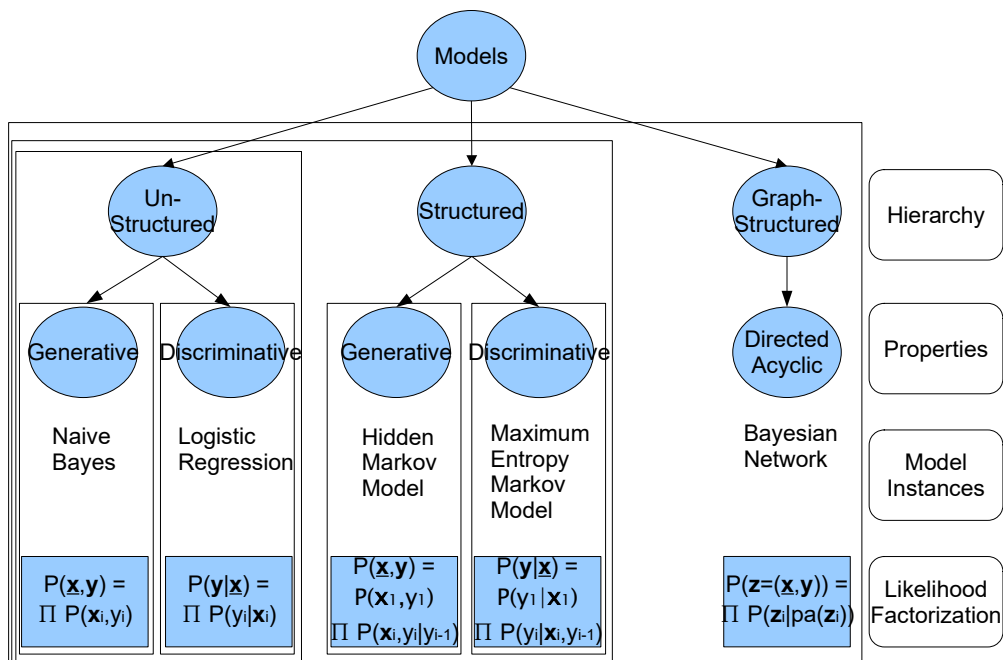 Models
Un-
Structured
Structured
Graph-
Structured
Hierarchy
Generative
Discriminative
Generative
Discriminative
Directed
Acyclic
Properties
Naive
Bayes
Logistic
Regression
Hidden
Markov
Model
Maximum
Entropy
Markov
Model
Bayesian
Network
Model
Instances
P(x,y) =
Π P(xᵢ,yᵢ)
P(y|x) =
Π P(yᵢ|xᵢ)
P(x,y) =
P(x₁,y₁)
Π P(xᵢ,yᵢ|yᵢ₋₁)
P(y|x) =
P(y₁|x₁)
Π P(yᵢ|xᵢ,yᵢ₋₁)
P(z=(x,y)) =
Π P(zᵢ|pa(zᵢ))
Likelihood
Factorization